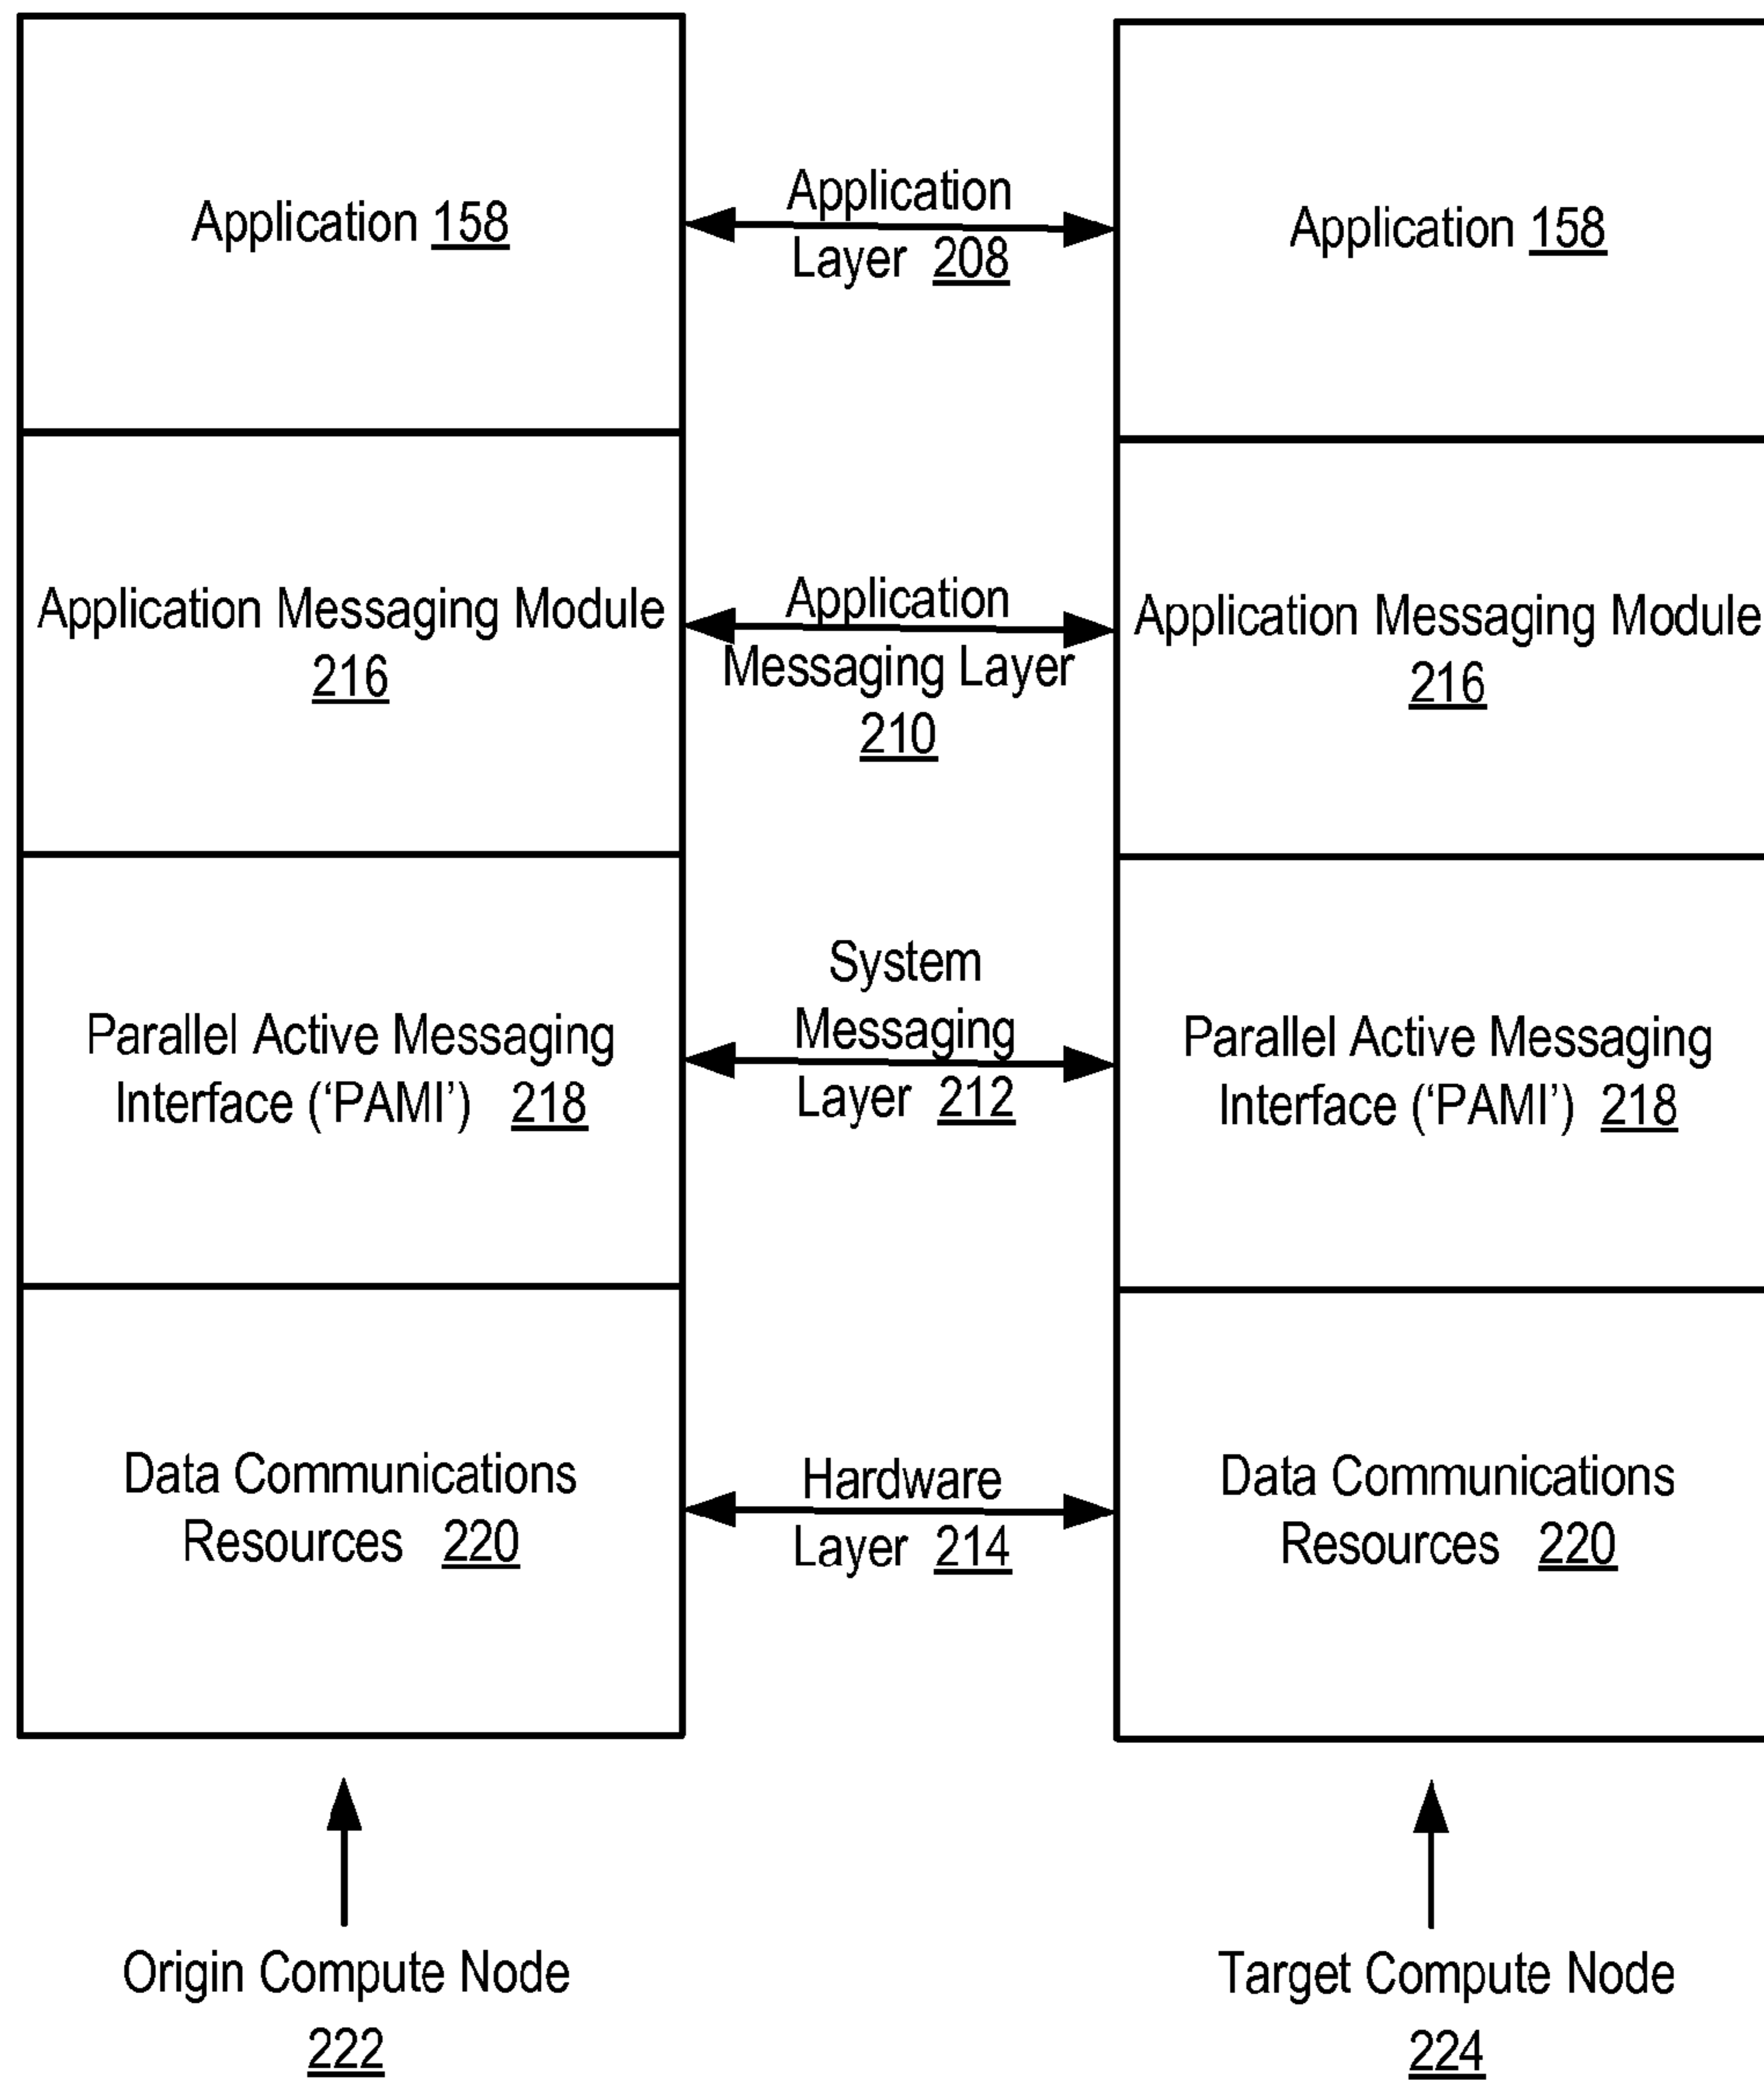 Application 158
Application
Layer 208
Application 158
Application Messaging Module
216
Application
Messaging Layer
210
Application Messaging Module
216
Parallel Active Messaging
Interface (‘PAMI’) 218
System
Messaging
Layer 212
Parallel Active Messaging
Interface (‘PAMI’) 218
Data Communications
Resources 220
Hardware
Layer 214
Data Communications
Resources 220
Origin Compute Node
222
Target Compute Node
224